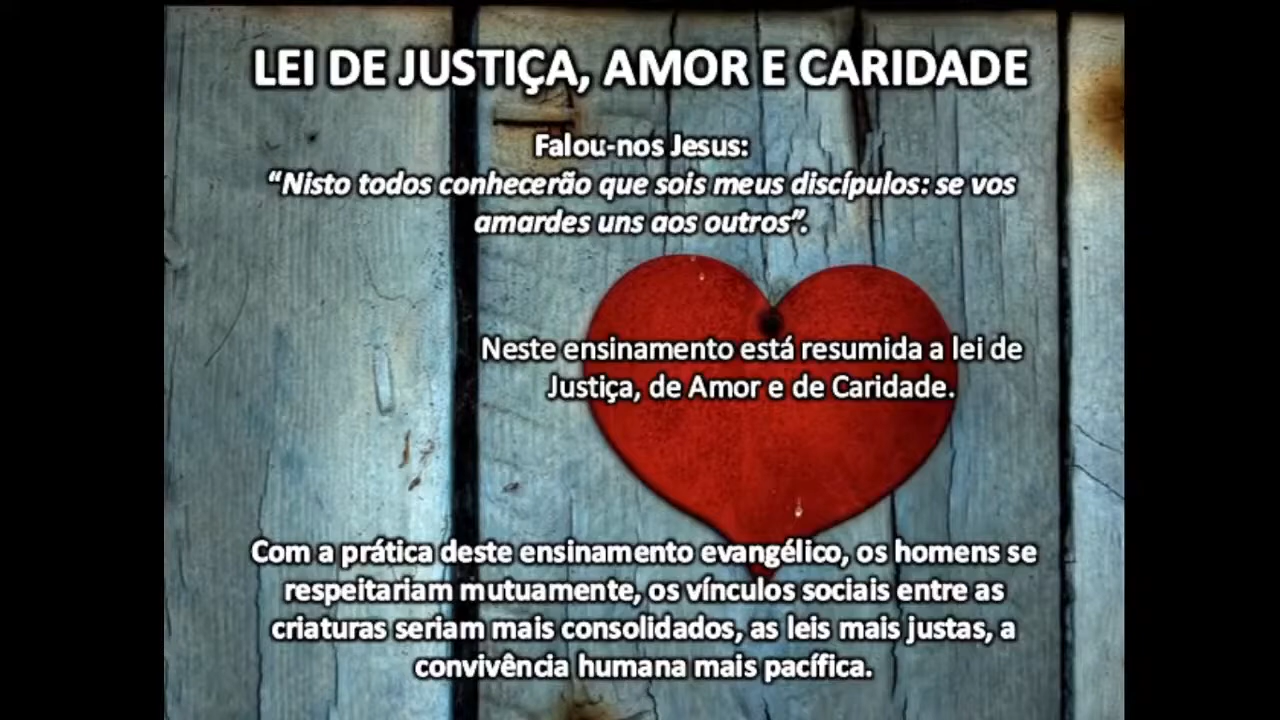 LEI DE JUSTIÇA, AMOR E CARIDADE
Falou-nos Jesus:
“Nisto todos conhecerão que sois meus discípulos: se vos
amardes uns aos outros”.
Neste ensinamento está resumida a lei de
Justiça, de Amor e de Caridade.
Com a prática deste ensinamento evangélico, os homens se
respeitariam mutuamente, os vínculos sociais entre as
criaturas seriam mais consolidados, as leis mais justas, a
convivência humana mais pacífica.